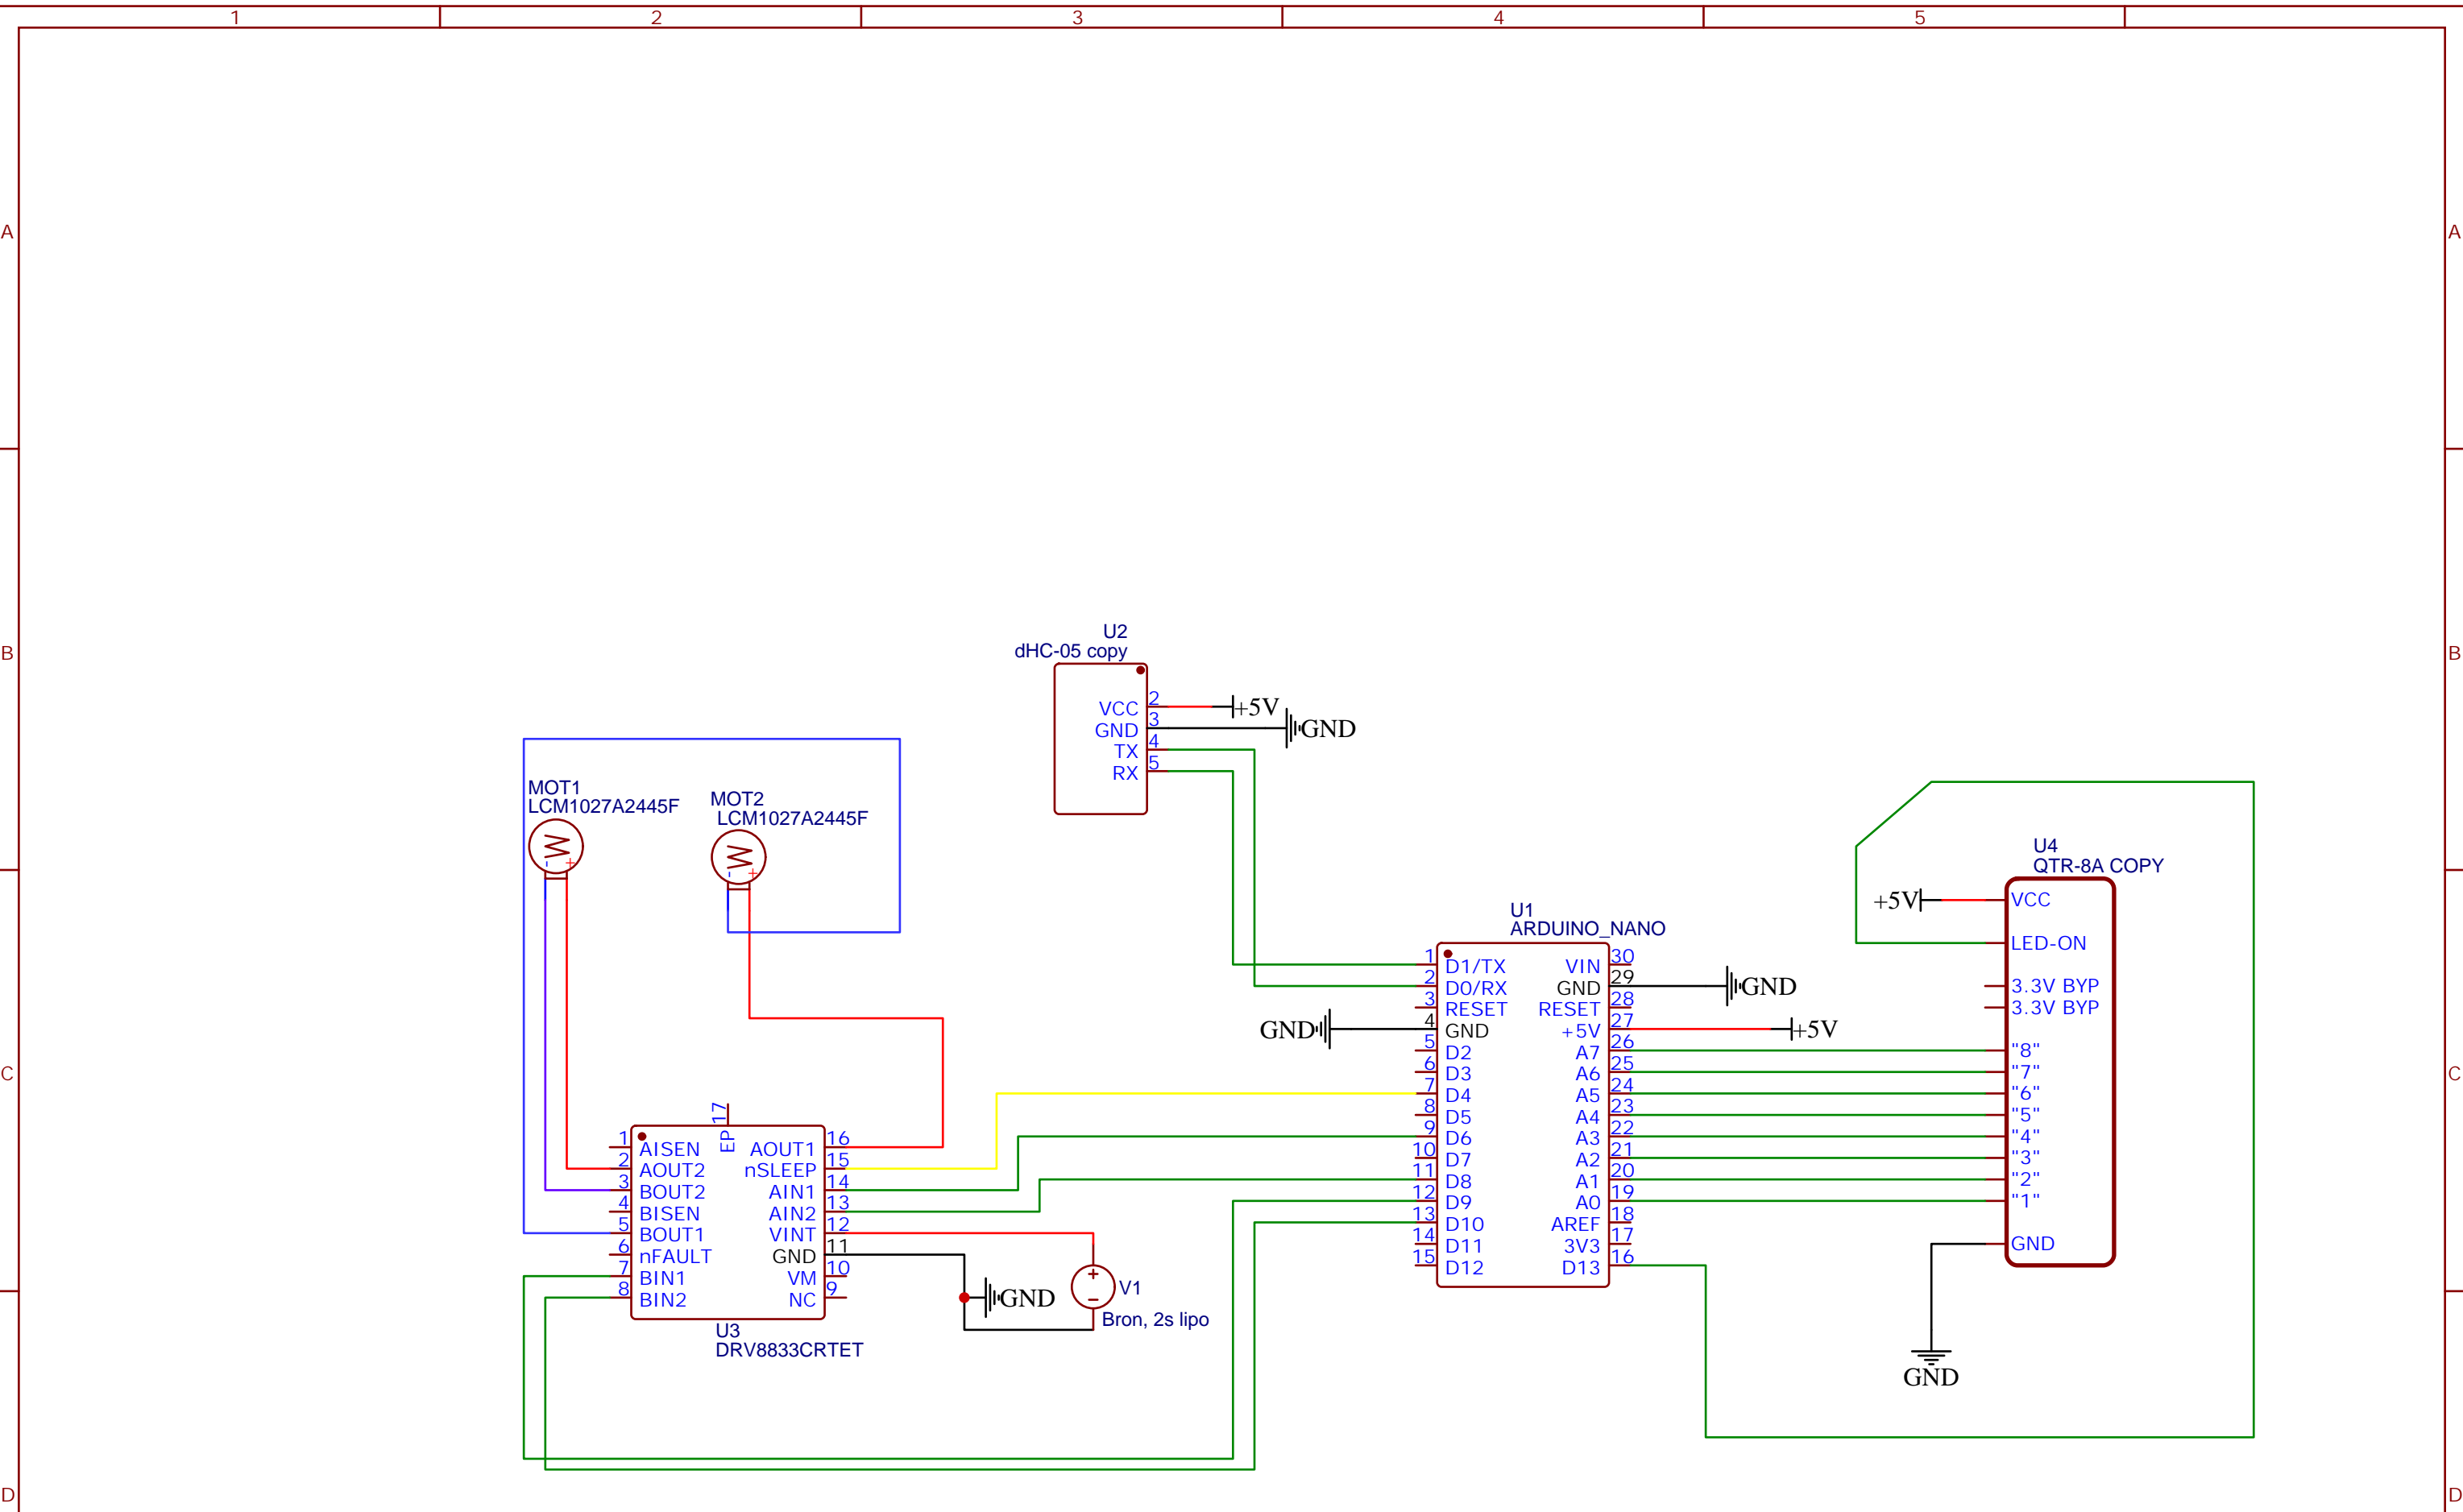 1 2 3 4 5
A A
B B
C C
D D
U2
dHC-05 copy
VCC 2 +5V
GND 3 GND
TX 4
RX 5
MOT1
LCM1027A2445F
- +
MOT2
LCM1027A2445F
- +
U3
DRV8833CRTET
EP 17
1 AISEN AOUT1 16
2 AOUT2 nSLEEP 15
3 BOUT2 AIN1 14
4 BISEN AIN2 13
5 BOUT1 VINT 12
6 nFAULT GND 11
7 BIN1 VM 10
8 BIN2 NC 9
GND
+
−
V1
Bron, 2s lipo
U1
ARDUINO_NANO
1 D1/TX VIN 30
2 D0/RX GND 29 GND
3 RESET RESET 28
GND 4 GND +5V 27 +5V
5 D2 A7 26
6 D3 A6 25
7 D4 A5 24
8 D5 A4 23
9 D6 A3 22
10 D7 A2 21
11 D8 A1 20
12 D9 A0 19
13 D10 AREF 18
14 D11 3V3 17
15 D12 D13 16
U4
QTR-8A COPY
+5V VCC
LED-ON
3.3V BYP
3.3V BYP
"8"
"7"
"6"
"5"
"4"
"3"
"2"
"1"
GND
GND